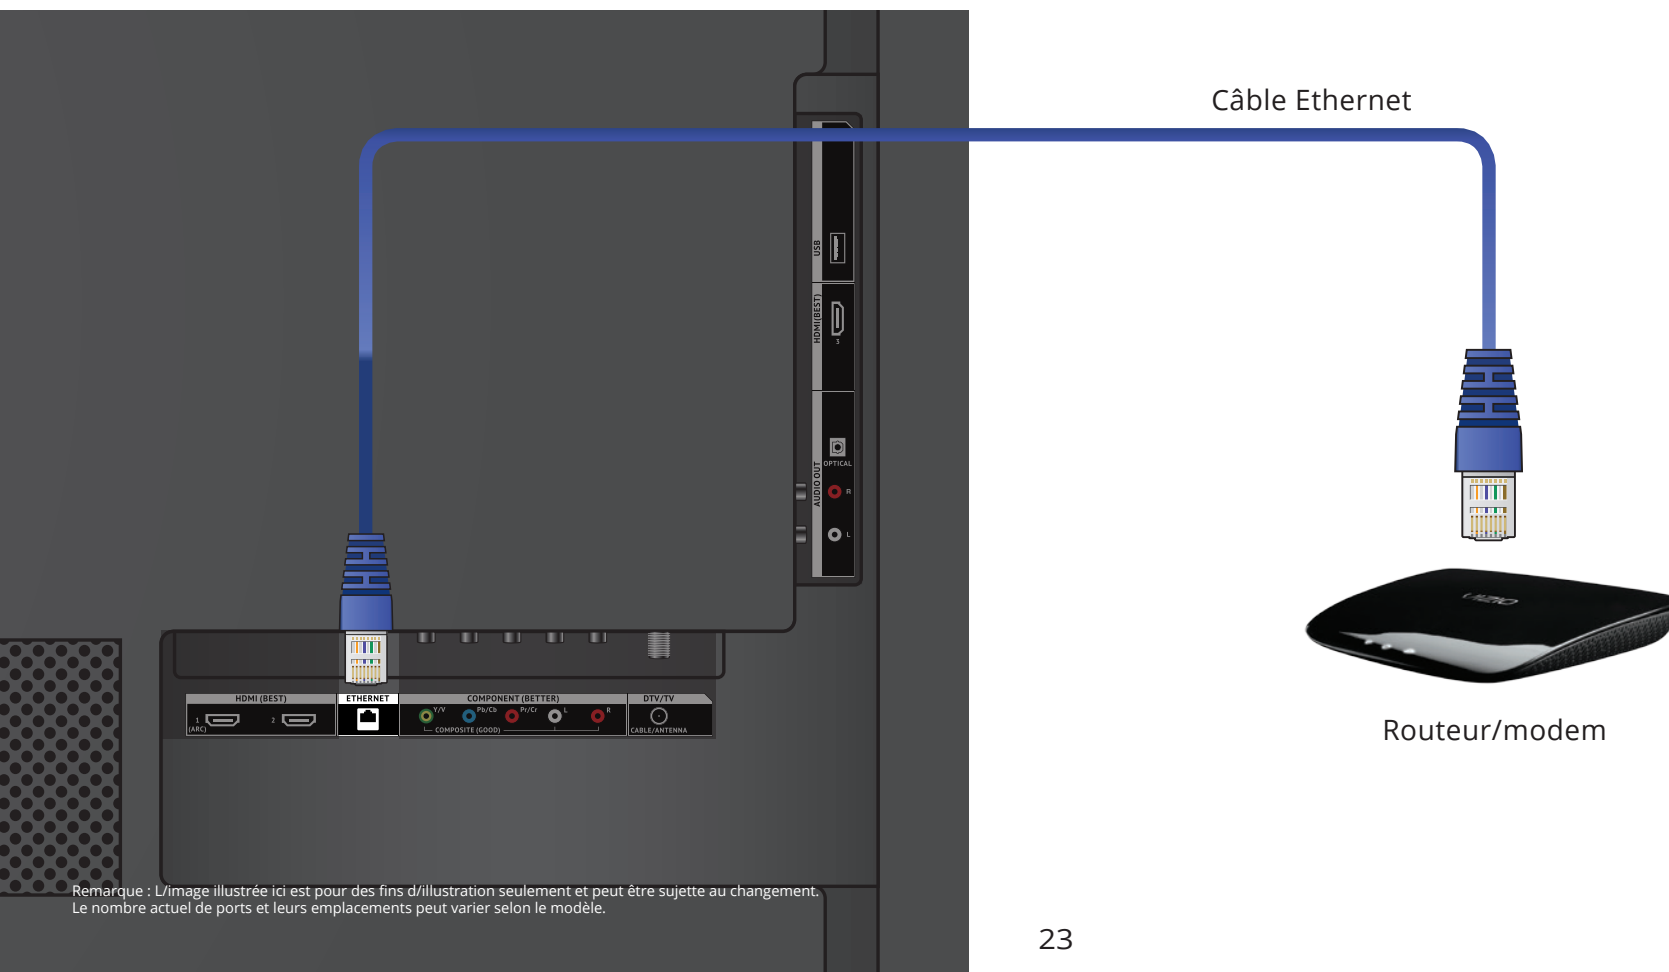 Câble Ethernet
USB
HDMI(BEST)
3
AUDIO OUT
OPTICAL
R
L
VIZIO
HDMI (BEST)
ETHERNET
COMPONENT (BETTER)
DTV/TV
1
(ARC)
2
Y/V
Pb/Cb
Pr/Cr
L
R
COMPOSITE (GOOD)
CABLE/ANTENNA
Routeur/modem
Remarque : L/image illustrée ici est pour des fins d/illustration seulement et peut être sujette au changement.
Le nombre actuel de ports et leurs emplacements peut varier selon le modèle.
23